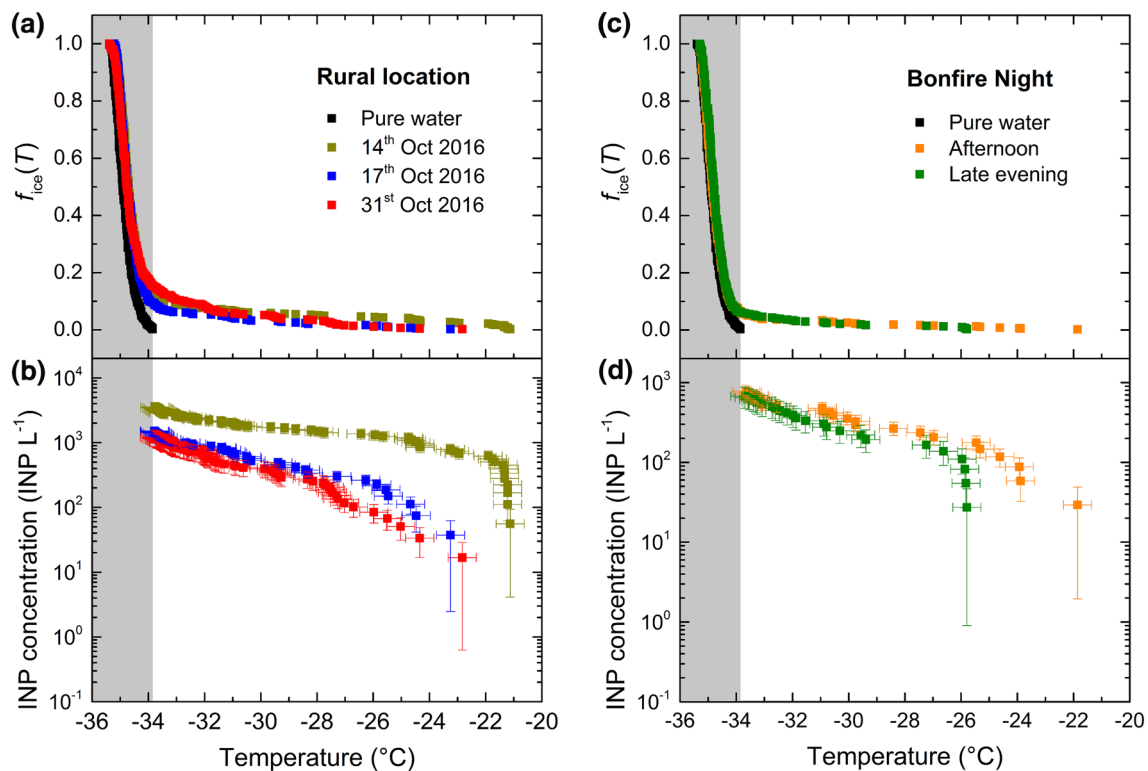 (a)
1.0
0.8
0.6
0.4
0.2
0.0
f_ice(T)
Rural location
Pure water
14th Oct 2016
17th Oct 2016
31st Oct 2016
(c)
1.0
0.8
0.6
0.4
0.2
0.0
f_ice(T)
Bonfire Night
Pure water
Afternoon
Late evening
(b)
10⁴
10³
10²
10¹
10⁰
10⁻¹
INP concentration (INP L⁻¹)
-36 -34 -32 -30 -28 -26 -24 -22 -20
Temperature (°C)
(d)
10³
10²
10¹
10⁰
10⁻¹
INP concentration (INP L⁻¹)
-36 -34 -32 -30 -28 -26 -24 -22 -20
Temperature (°C)